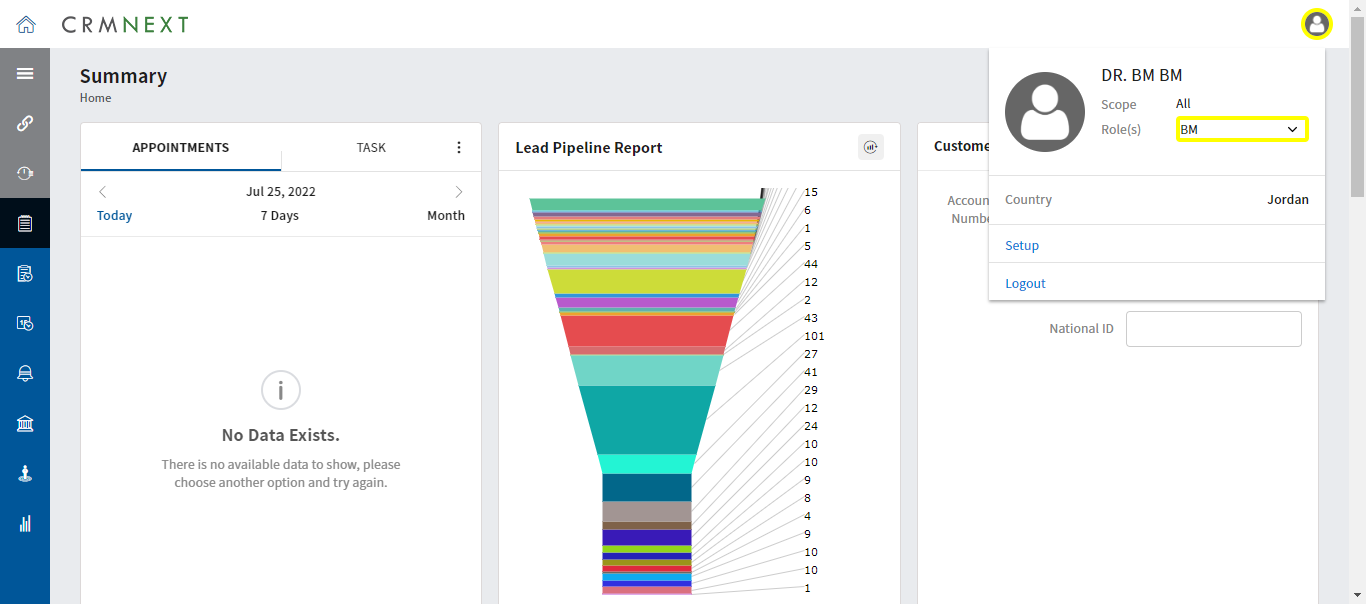 CRMNEXT
Summary
Home
DR. BM BM
Scope All
Role(s) BM
Country Jordan
Setup
Logout
APPOINTMENTS TASK
Jul 25, 2022
Today 7 Days Month
No Data Exists.
There is no available data to show, please
choose another option and try again.
Lead Pipeline Report
15
6
1
5
44
12
2
43
101
27
41
29
12
24
10
10
9
8
4
9
10
10
1
Custome
Accoun
Numbe
National ID